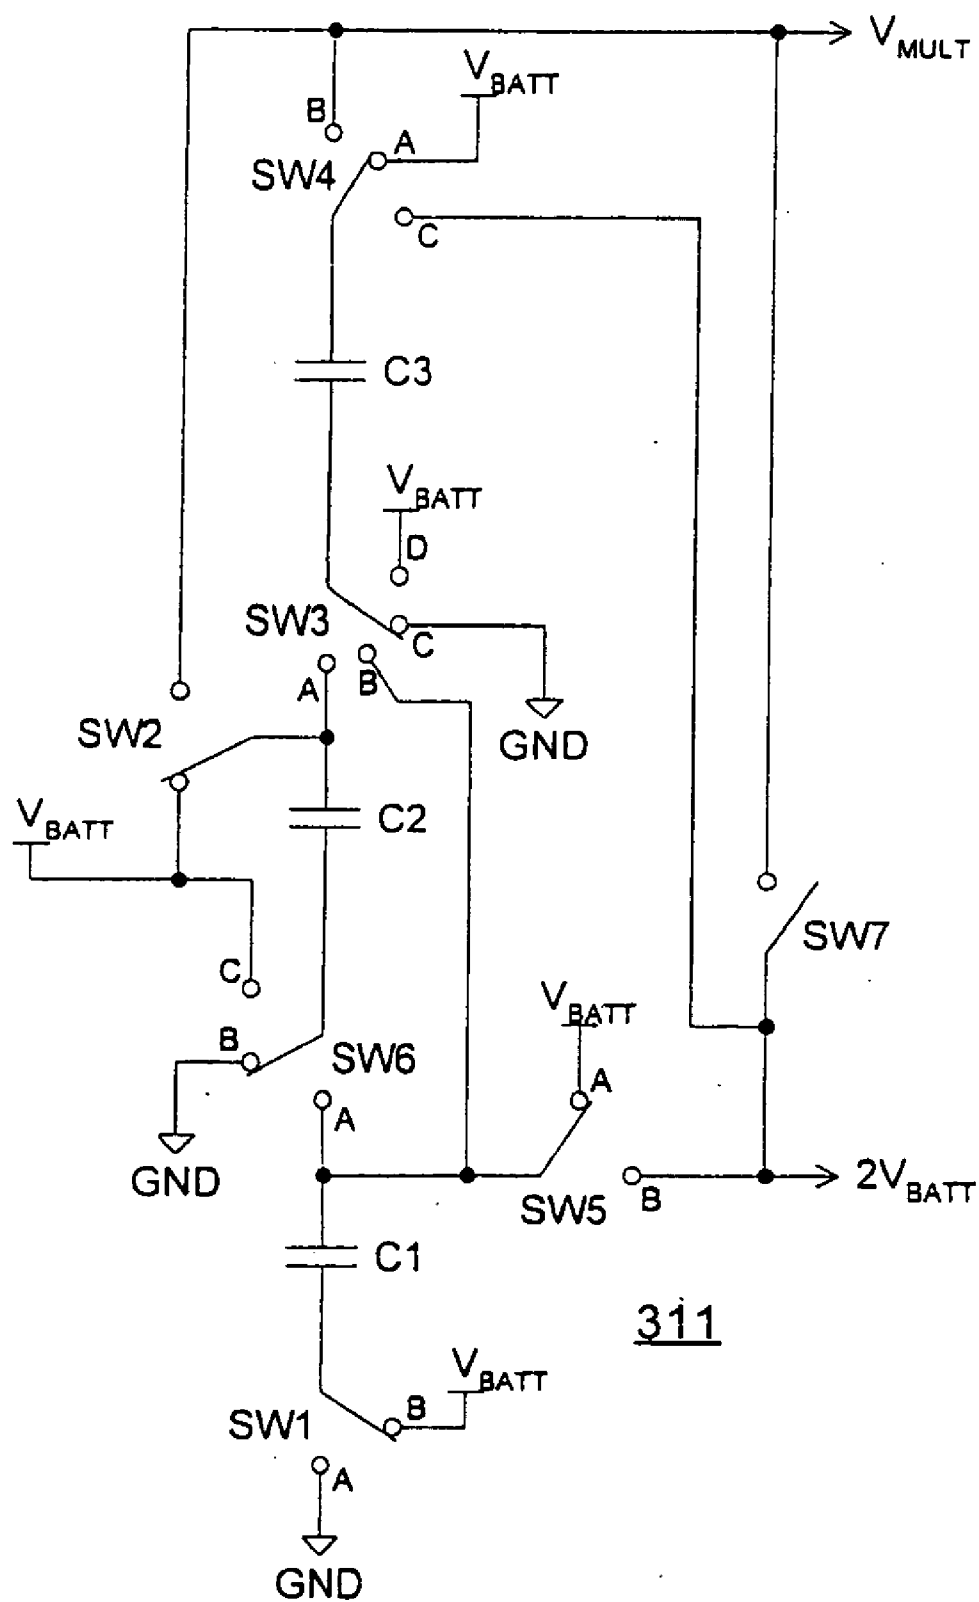 VMULT
VBATT
B
A
SW4
C
C3
VBATT
D
SW3
C
A
B
GND
SW2
VBATT
C2
SW7
C
VBATT
B
SW6
A
A
GND
SW5
B
2VBATT
C1
311
VBATT
B
SW1
A
GND